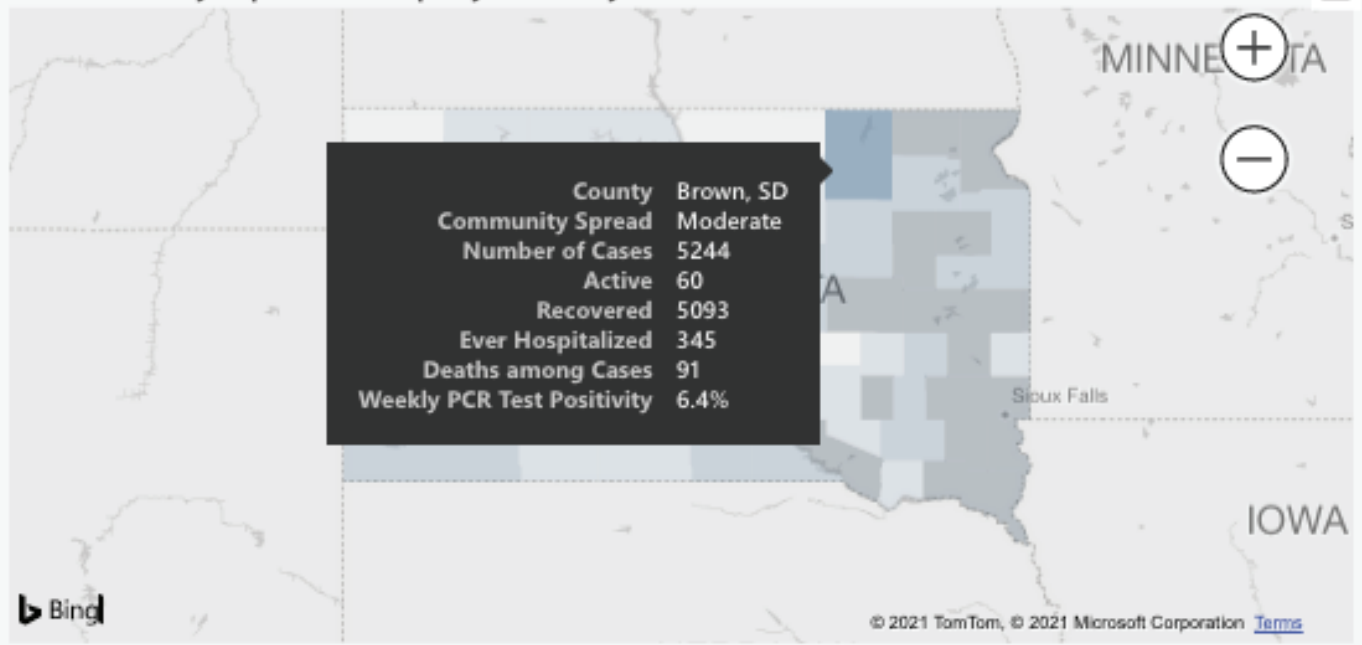 MINNE TA
County Brown, SD
Community Spread Moderate
Number of Cases 5244
Active 60
Recovered 5093
Ever Hospitalized 345
Deaths among Cases 91
Weekly PCR Test Positivity 6.4%
TA
Sioux Falls
IOWA
Bing
© 2021 TomTom, © 2021 Microsoft Corporation Terms